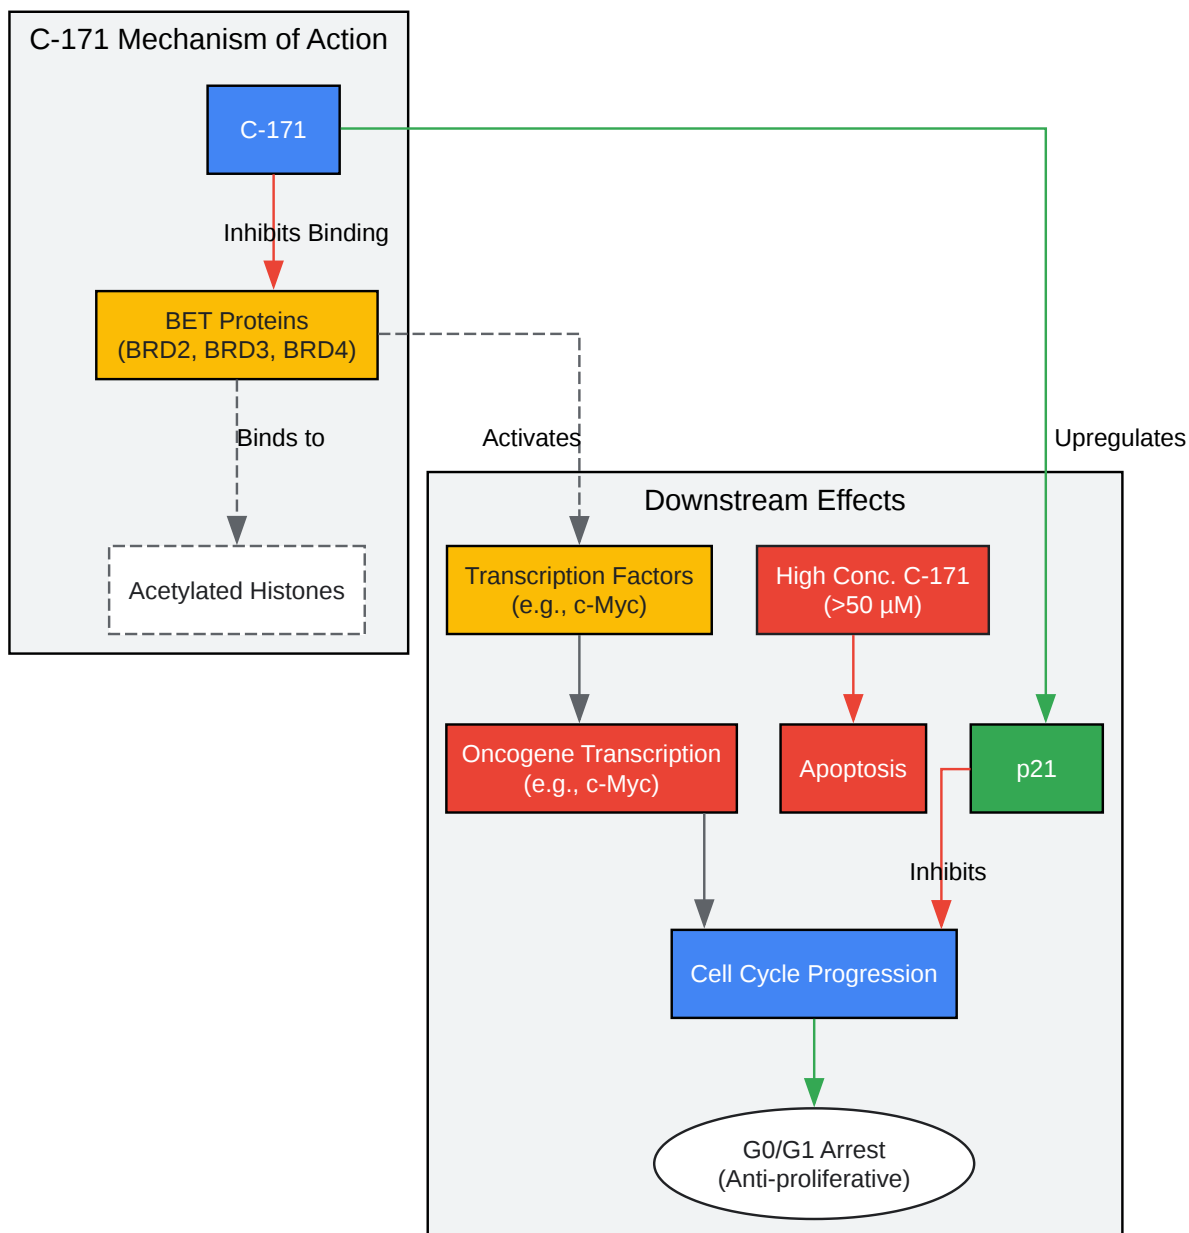 C-171 Mechanism of Action
C-171
Inhibits Binding
BET Proteins
(BRD2, BRD3, BRD4)
Binds to
Activates
Upregulates
Acetylated Histones
Downstream Effects
Transcription Factors
(e.g., c-Myc)
High Conc. C-171
(>50 µM)
Oncogene Transcription
(e.g., c-Myc)
Apoptosis
p21
Inhibits
Cell Cycle Progression
G0/G1 Arrest
(Anti-proliferative)